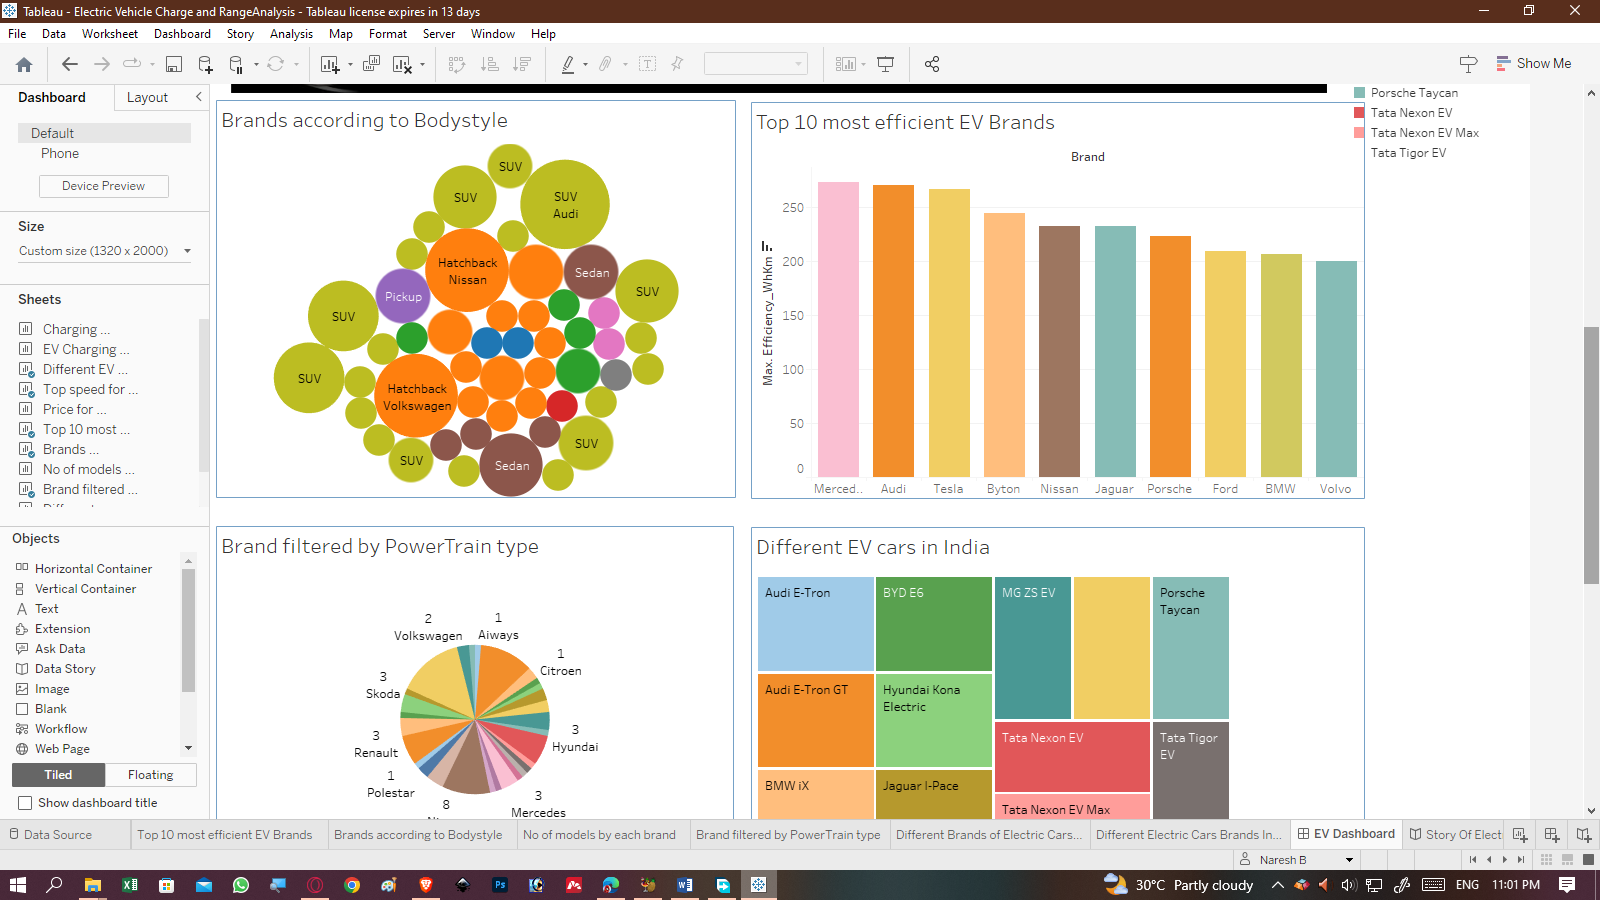 Tableau - Electric Vehicle Charge and RangeAnalysis - Tableau license expires in 13 days
File Data Worksheet Dashboard Story Analysis Map Format Server Window Help
Show Me
Dashboard Layout
Default
Phone
Device Preview
Size
Custom size (1320 x 2000)
Sheets
Charging ...
EV Charging ...
Different EV ...
Top speed for ...
Price for ...
Top 10 most ...
Brands ...
No of models ...
Brand filtered ...
Objects
Horizontal Container
Vertical Container
Text
Extension
Ask Data
Data Story
Image
Blank
Workflow
Web Page
Tiled Floating
Show dashboard title
Brands according to Bodystyle
SUV
SUV
SUV
Audi
Hatchback
Nissan
Sedan
Pickup
SUV
SUV
SUV
Hatchback
Volkswagen
SUV
SUV
Sedan
Top 10 most efficient EV Brands
Brand
Max. Efficiency_WhKm
250
200
150
100
50
0
Merced.. Audi Tesla Byton Nissan Jaguar Porsche Ford BMW Volvo
Porsche Taycan
Tata Nexon EV
Tata Nexon EV Max
Tata Tigor EV
Brand filtered by PowerTrain type
2
Volkswagen
1
Aiways
1
Citroen
3
Skoda
3
Hyundai
3
Renault
1
Polestar
8
3
Mercedes
Different EV cars in India
Audi E-Tron
BYD E6
MG ZS EV
Porsche
Taycan
Audi E-Tron GT
Hyundai Kona
Electric
Tata Nexon EV
Tata Tigor
EV
BMW iX
Jaguar I-Pace
Tata Nexon EV Max
Data Source Top 10 most efficient EV Brands Brands according to Bodystyle No of models by each brand Brand filtered by PowerTrain type Different Brands of Electric Cars... Different Electric Cars Brands In... EV Dashboard Story Of Elect
Naresh B
30°C Partly cloudy ENG 11:01 PM